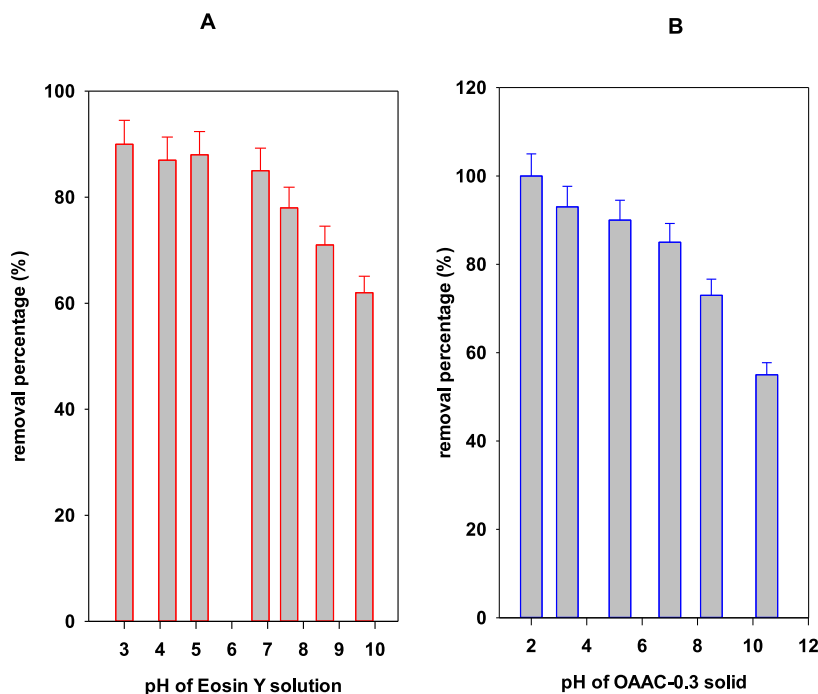 A
100
80
60
40
20
0
removal percentage (%)
3 4 5 6 7 8 9 10
pH of Eosin Y solution
B
120
100
80
60
40
20
0
removal percentage (%)
2 4 6 8 10 12
pH of OAAC-0.3 solid